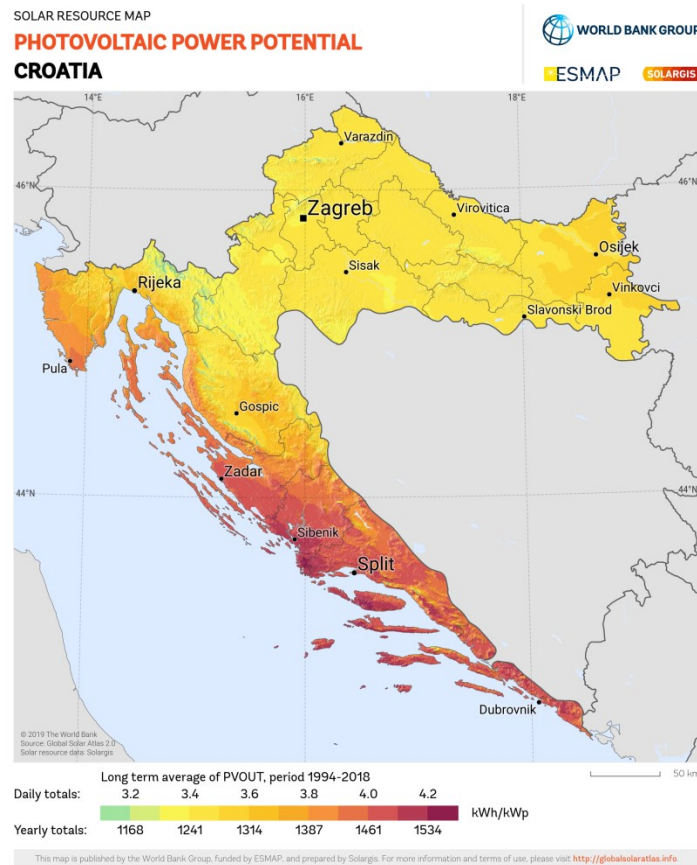 SOLAR RESOURCE MAP
PHOTOVOLTAIC POWER POTENTIAL
CROATIA
WORLD BANK GROUP
ESMAP
SOLARGIS
14°E 16°E 18°E
Varazdin
46°N 46°N
Zagreb
Virovitica
Osijek
Sisak
Rijeka
Vinkovci
Slavonski Brod
Pula
Gospic
Zadar
44°N 44°N
Sibenik
Split
Dubrovnik
© 2019 The World Bank
Source: Global Solar Atlas 2.0
Solar resource data: Solargis
Long term average of PVOUT, period 1994-2018
50 km
Daily totals: 3.2 3.4 3.6 3.8 4.0 4.2
kWh/kWp
Yearly totals: 1168 1241 1314 1387 1461 1534
This map is published by the World Bank Group, funded by ESMAP, and prepared by Solargis. For more information and terms of use, please visit http://globalsolaratlas.info.